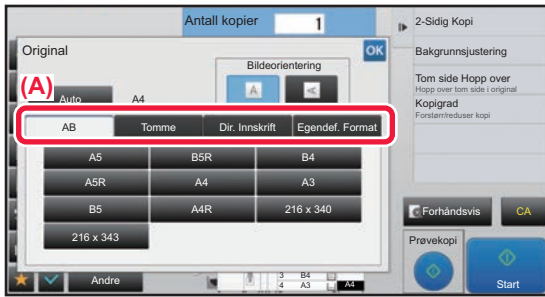 Antall kopier 1
2-Sidig Kopi
Original
OK
Bakgrunnsjustering
Bildeorientering
Tom side Hopp over
Hopp over tom side i original
(A)
Auto A4
A
A
Kopigrad
Forstørr/reduser kopi
AB Tomme Dir. Innskrift Egendef. Format
A5 B5R B4
A5R A4 A3
B5 A4R 216 x 340
Forhåndsvis CA
216 x 343
Prøvekopi
Andre
3 B4
4 A3 A4
Start